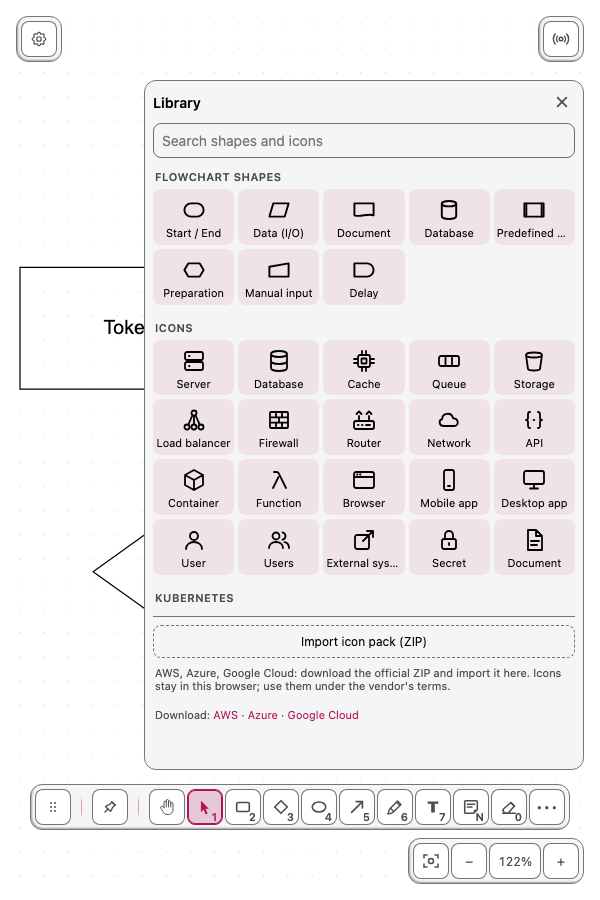 Library
Search shapes and icons
FLOWCHART SHAPES
Start / End
Data (I/O)
Document
Database
Predefined ...
Preparation
Manual input
Delay
Toke
ICONS
Server
Database
Cache
Queue
Storage
Load balancer
Firewall
Router
Network
API
Container
Function
Browser
Mobile app
Desktop app
User
Users
External sys...
Secret
Document
KUBERNETES
Import icon pack (ZIP)
AWS, Azure, Google Cloud: download the official ZIP and import it here. Icons
stay in this browser; use them under the vendor's terms.
Download: AWS · Azure · Google Cloud
1
2
3
4
5
6
T 7
N
0
− 122% +